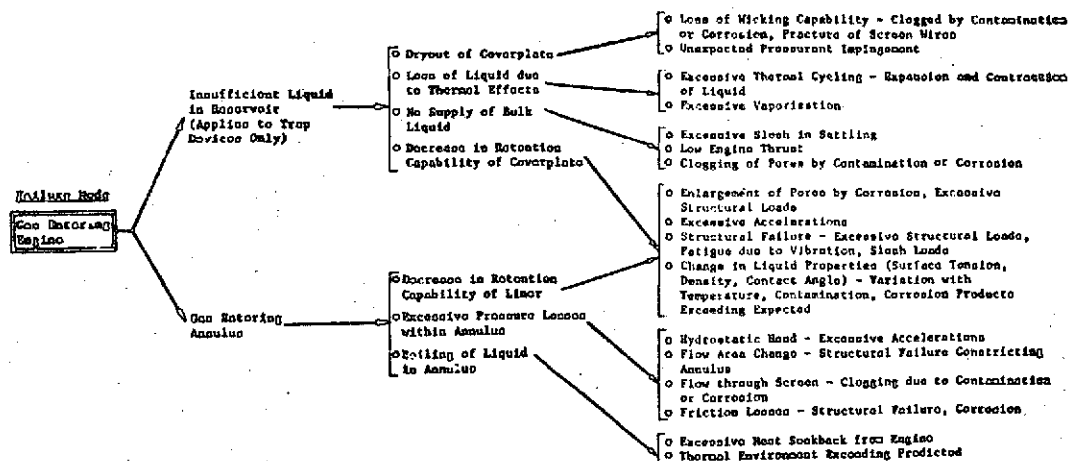 Failure Mode
Gas Entering
Engine
Insufficient Liquid
in Reservoir
(Applies to Trap
Devices Only)
Gas Entering
Annulus
o Dryout of Coverplate
o Loss of Liquid due
to Thermal Effects
o No Supply of Bulk
Liquid
o Decrease in Retention
Capability of Coverplate
o Decrease in Retention
Capability of Liner
o Excessive Pressure Losses
within Annulus
o Boiling of Liquid
in Annulus
o Loss of Wicking Capability - Clogged by Contamination
or Corrosion, Fracture of Screen Wires
o Unexpected Pressurant Impingement
o Excessive Thermal Cycling - Expansion and Contraction
of Liquid
o Excessive Vaporization
o Excessive Slosh in Settling
o Low Engine Thrust
o Clogging of Pores by Contamination or Corrosion
o Enlargement of Pores by Corrosion, Excessive
Structural Loads
o Excessive Accelerations
o Structural Failure - Excessive Structural Loads,
Fatigue due to Vibration, Slosh Loads
o Change in Liquid Properties (Surface Tension,
Density, Contact Angle) - Variation with
Temperature, Contamination, Corrosion Products
Exceeding Expected
o Hydrostatic Head - Excessive Accelerations
o Flow Area Change - Structural Failure Constricting
Annulus
o Flow through Screen - Clogging due to Contamination
or Corrosion
o Friction Losses - Structural Failure, Corrosion
o Excessive Heat Soakback from Engine
o Thermal Environment Exceeding Predicted